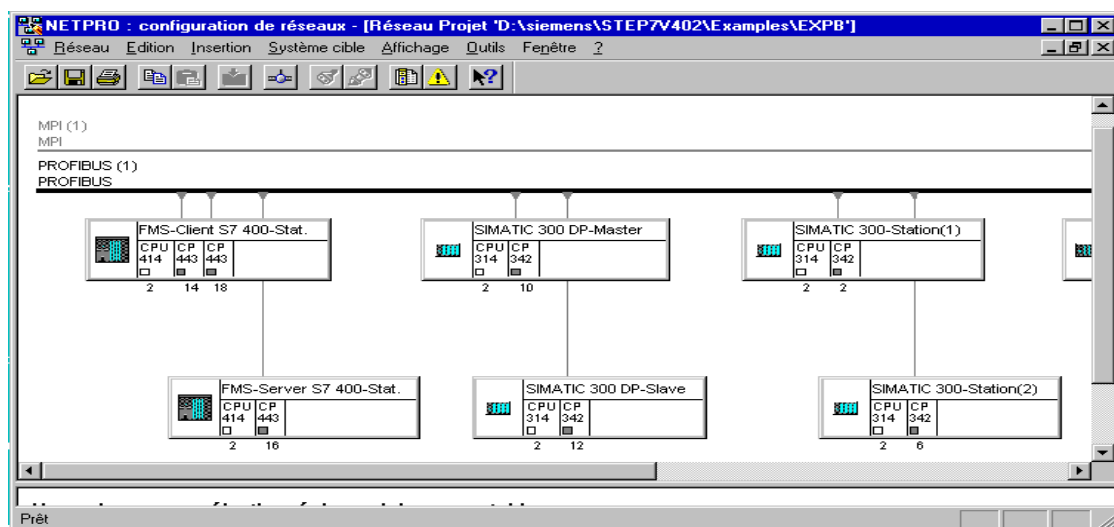 NETPRO : configuration de réseaux - [Réseau Projet 'D:\siemens\STEP7V402\Examples\EXPB']
Réseau Edition Insertion Système cible Affichage Outils Fenêtre ?
MPI (1)
MPI
PROFIBUS (1)
PROFIBUS
FMS-Client S7 400-Stat.
CPU CP CP
414 443 443
2 14 18
SIMATIC 300 DP-Master
CPU CP
314 342
2 10
SIMATIC 300-Station(1)
CPU CP
314 342
2 2
FMS-Server S7 400-Stat.
CPU CP
414 443
2 16
SIMATIC 300 DP-Slave
CPU CP
314 342
2 12
SIMATIC 300-Station(2)
CPU CP
314 342
2 6
Prêt